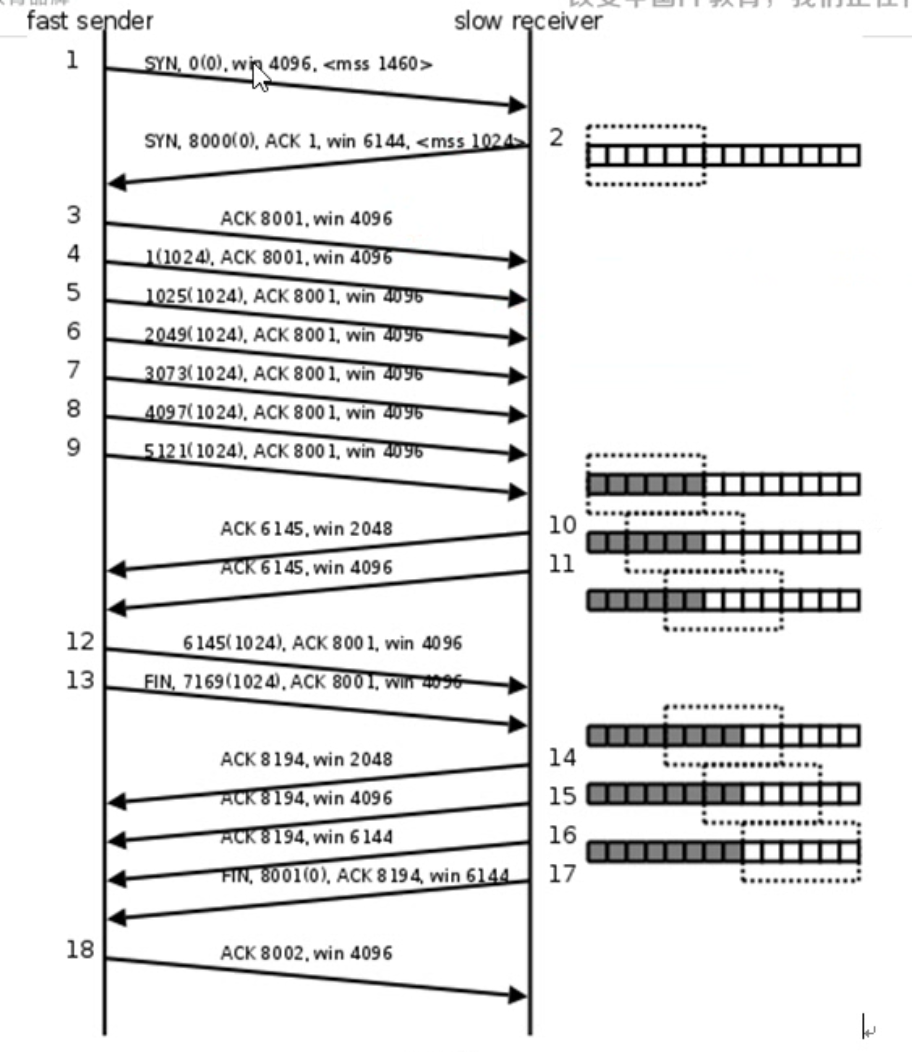 fast sender
slow receiver
1
SYN, 0(0), win 4096, <mss 1460>
SYN, 8000(0), ACK 1, win 6144, <mss 1024>
2
3
ACK 8001, win 4096
4
1(1024), ACK 8001, win 4096
5
1025(1024), ACK 8001, win 4096
6
2049(1024), ACK 8001, win 4096
7
3073(1024), ACK 8001, win 4096
8
4097(1024), ACK 8001, win 4096
9
5121(1024), ACK 8001, win 4096
ACK 6145, win 2048
10
ACK 6145, win 4096
11
12
6145(1024), ACK 8001, win 4096
13
FIN, 7169(1024), ACK 8001, win 4096
ACK 8194, win 2048
14
ACK 8194, win 4096
15
ACK 8194, win 6144
16
FIN, 8001(0), ACK 8194, win 6144
17
18
ACK 8002, win 4096